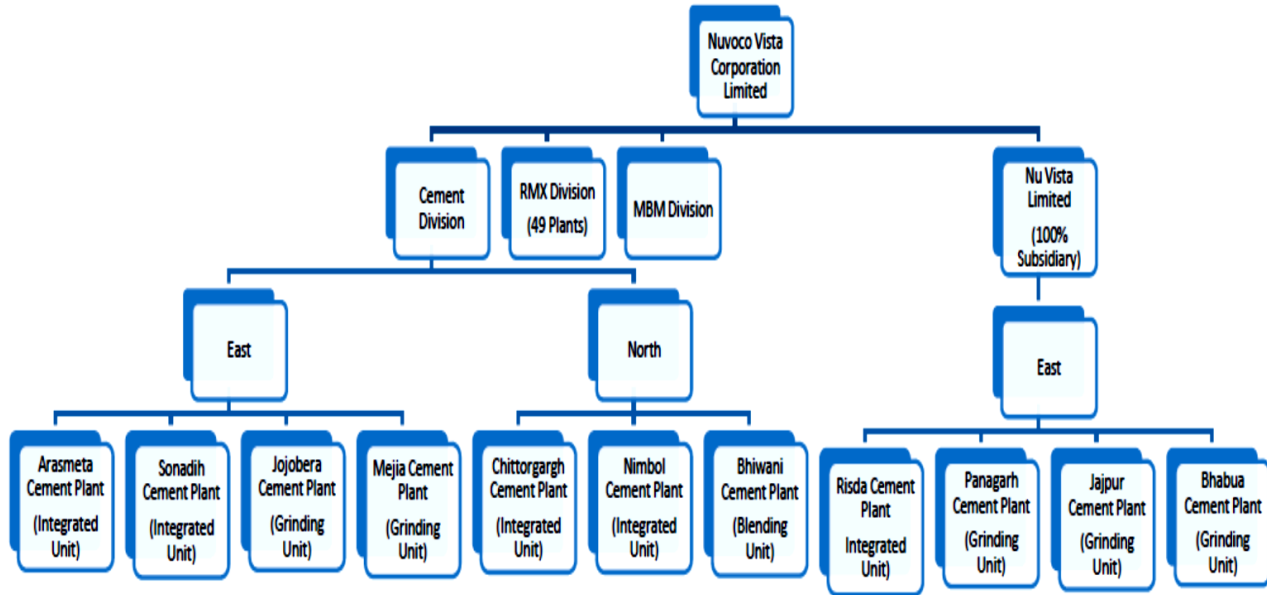 Nuvoco Vista
Corporation
Limited
Cement
Division
RMX Division
(49 Plants)
MBM Division
Nu Vista
Limited
(100%
Subsidiary)
East
North
East
Arasmeta
Cement Plant
(Integrated
Unit)
Sonadih
Cement Plant
(Integrated
Unit)
Jojobera
Cement Plant
(Grinding
Unit)
Mejia Cement
Plant
(Grinding Unit)
Chittorgargh
Cement Plant
(Integrated
Unit)
Nimbol
Cement Plant
(Integrated
Unit)
Bhiwani
Cement Plant
(Blending Unit)
Risda Cement
Plant
Integrated
Unit)
Panagarh
Cement Plant
(Grinding
Unit)
Jajpur
Cement Plant
(Grinding
Unit)
Bhabua
Cement Plant
(Grinding
Unit)